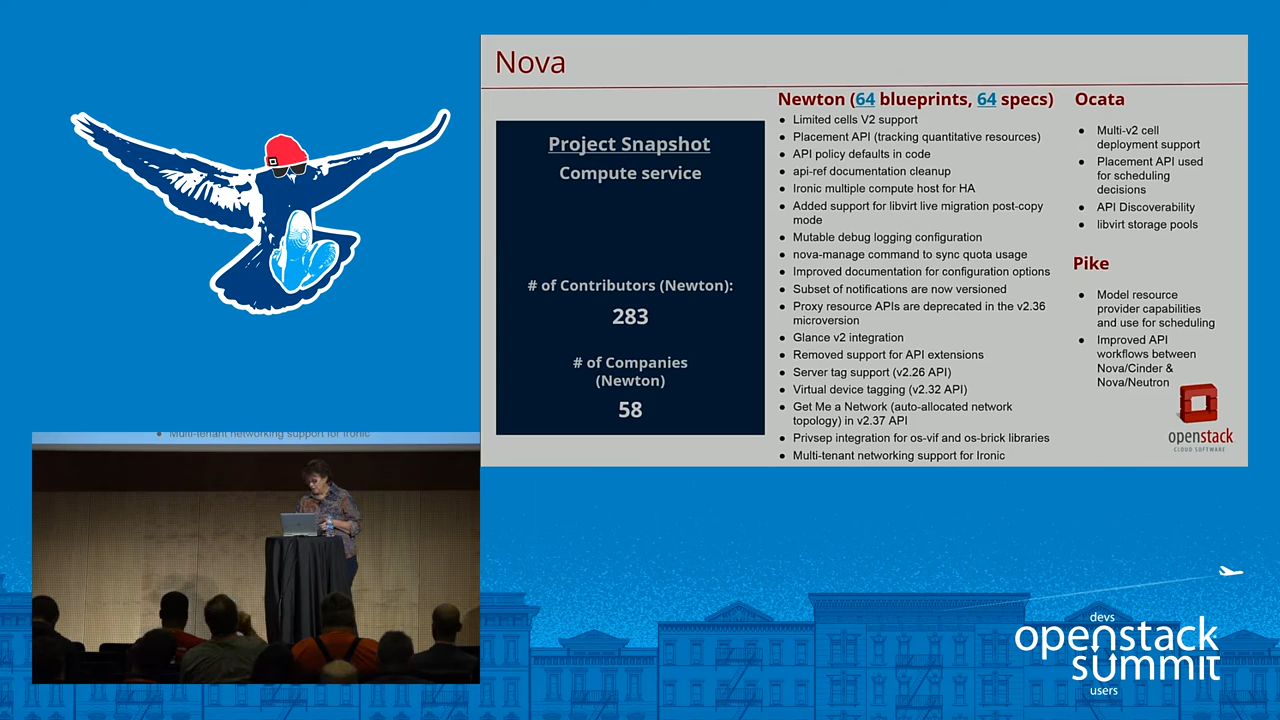 Nova
Project Snapshot
Compute service
# of Contributors (Newton):
283
# of Companies
(Newton)
58
Newton (64 blueprints, 64 specs)
● Limited cells V2 support
● Placement API (tracking quantitative resources)
● API policy defaults in code
● api-ref documentation cleanup
● Ironic multiple compute host for HA
● Added support for libvirt live migration post-copy
mode
● Mutable debug logging configuration
● nova-manage command to sync quota usage
● Improved documentation for configuration options
● Subset of notifications are now versioned
● Proxy resource APIs are deprecated in the v2.36
microversion
● Glance v2 integration
● Removed support for API extensions
● Server tag support (v2.26 API)
● Virtual device tagging (v2.32 API)
● Get Me a Network (auto-allocated network
topology) in v2.37 API
● Privsep integration for os-vif and os-brick libraries
● Multi-tenant networking support for Ironic
Ocata
● Multi-v2 cell
deployment support
● Placement API used
for scheduling
decisions
● API Discoverability
● libvirt storage pools
Pike
● Model resource
provider capabilities
and use for scheduling
● Improved API
workflows between
Nova/Cinder &
Nova/Neutron
openstack
CLOUD SOFTWARE
● Multi-tenant networking support for Ironic
devs
openstack
summit
users